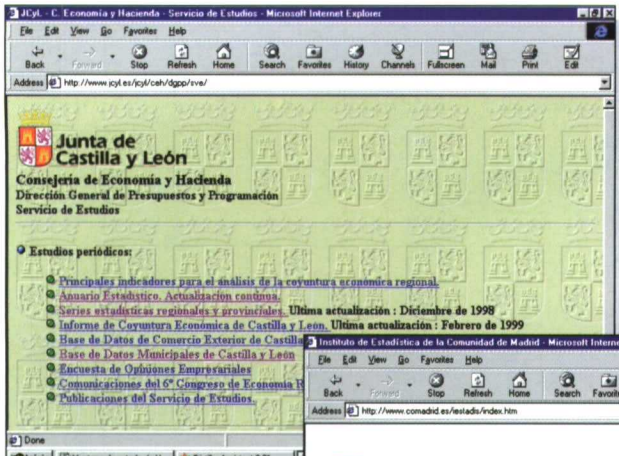 JCyL - C. Economía y Hacienda - Servicio de Estudios - Microsoft Internet Explorer
File Edit View Go Favorites Help
Back Forward Stop Refresh Home Search Favorites History Channels Fullscreen Mail Print Edit
Address http://www.jcyl.es/jcyl/ceh/dgpp/sve/
Junta de
Castilla y León
Consejería de Economía y Hacienda
Dirección General de Presupuestos y Programación
Servicio de Estudios
Estudios periódicos:
Principales indicadores para el análisis de la coyuntura económica regional.
Anuario Estadístico. Actualización continua.
Series estadísticas regionales y provinciales. Ultima actualización : Diciembre de 1998
Informe de Coyuntura Económica de Castilla y León. Ultima actualización : Febrero de 1999
Base de Datos de Comercio Exterior de Castilla
Base de Datos Municipales de Castilla y León
Encuesta de Opiniones Empresariales
Comunicaciones del 6º Congreso de Economía R
Publicaciones del Servicio de Estudios.
Done
Instituto de Estadística de la Comunidad de Madrid - Microsoft Interne
File Edit View Go Favorites Help
Back Forward Stop Refresh Home Search Favorit
Address http://www.comadrid.es/iestadis/index.htm